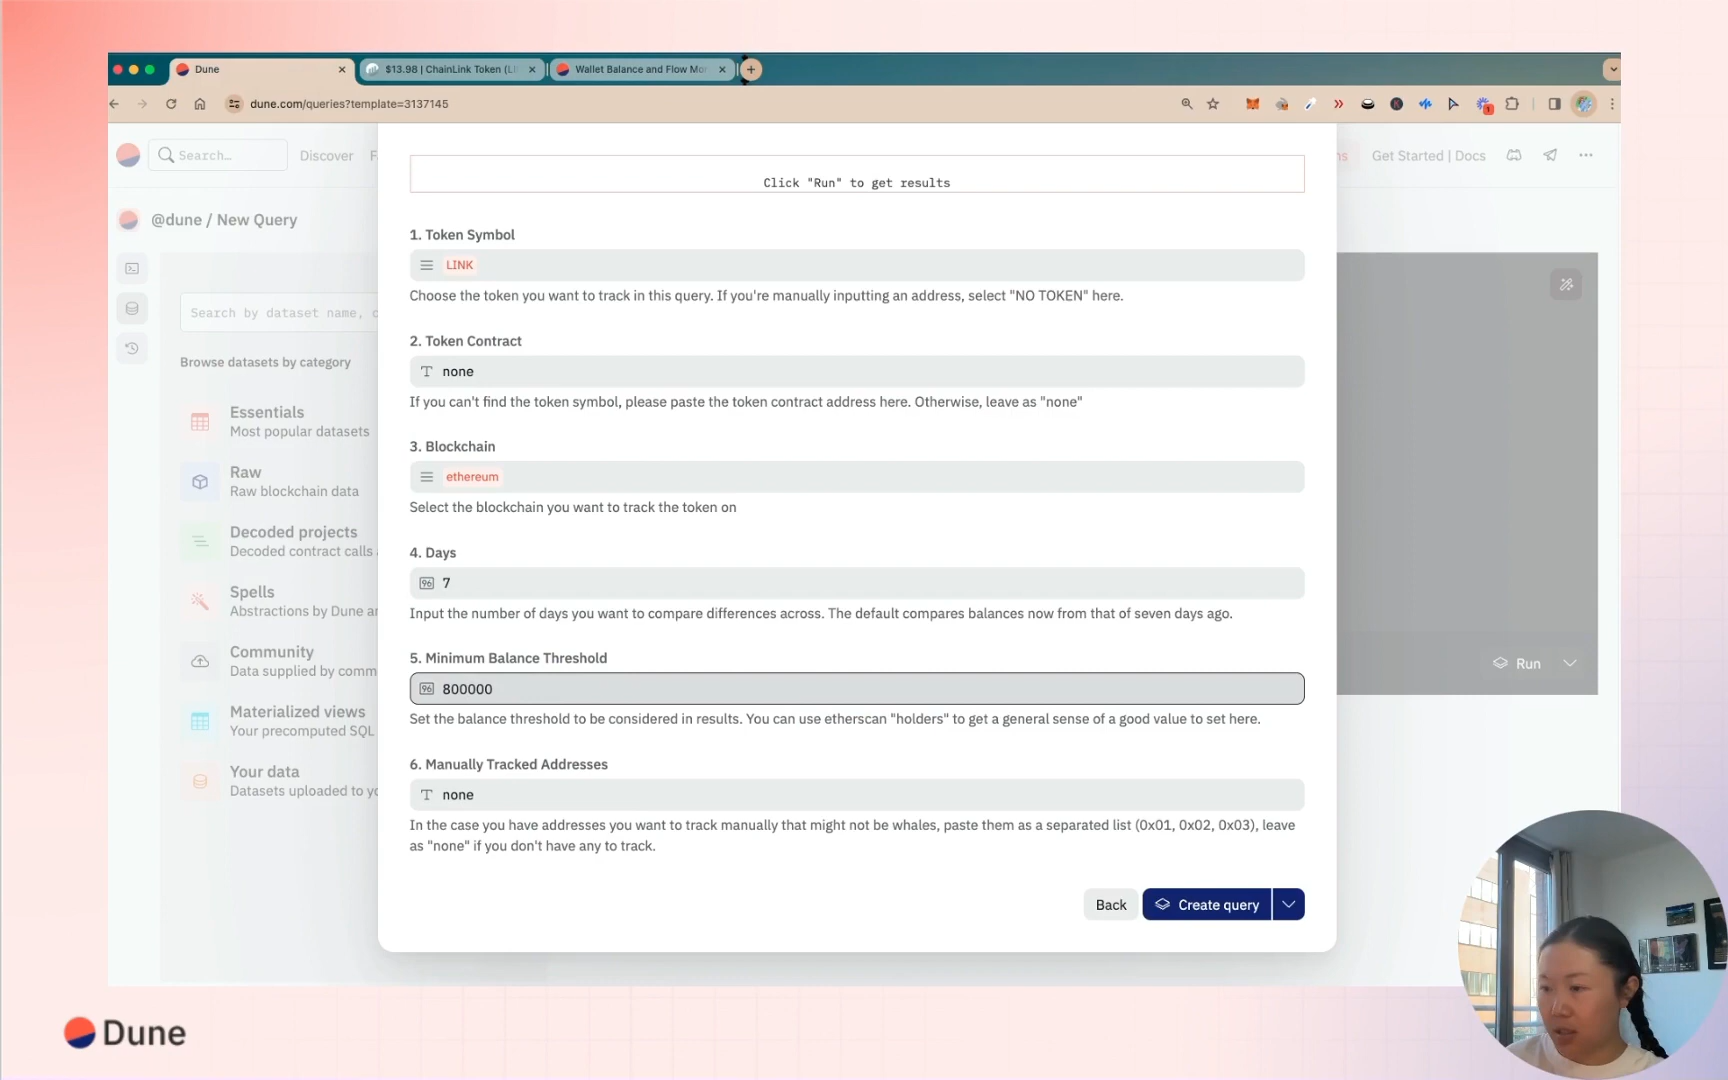 Dune
$13.98 | ChainLink Token (LI
Wallet Balance and Flow Mon
dune.com/queries?template=3137145
Search...
Discover
F
ns
Get Started | Docs
@dune / New Query
Click "Run" to get results
1. Token Symbol
LINK
Choose the token you want to track in this query. If you're manually inputting an address, select "NO TOKEN" here.
2. Token Contract
none
If you can't find the token symbol, please paste the token contract address here. Otherwise, leave as "none"
3. Blockchain
ethereum
Select the blockchain you want to track the token on
4. Days
96 7
Input the number of days you want to compare differences across. The default compares balances now from that of seven days ago.
5. Minimum Balance Threshold
96 800000
Set the balance threshold to be considered in results. You can use etherscan "holders" to get a general sense of a good value to set here.
6. Manually Tracked Addresses
none
In the case you have addresses you want to track manually that might not be whales, paste them as a separated list (0x01, 0x02, 0x03), leave
as "none" if you don't have any to track.
Back
Create query
Search by dataset name, c
Browse datasets by category
Essentials
Most popular datasets
Raw
Raw blockchain data
Decoded projects
Decoded contract calls
Spells
Abstractions by Dune an
Community
Data supplied by comm
Materialized views
Your precomputed SQL
Your data
Datasets uploaded to yo
Run
Dune